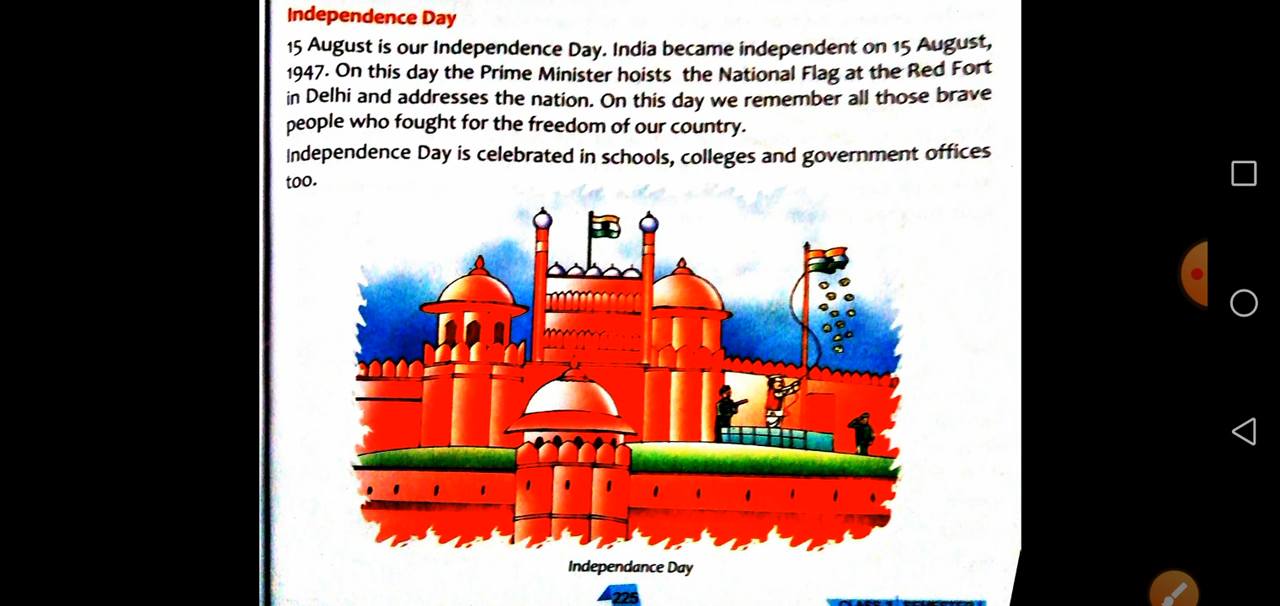 Independence Day
15 August is our Independence Day. India became independent on 15 August,
1947. On this day the Prime Minister hoists the National Flag at the Red Fort
in Delhi and addresses the nation. On this day we remember all those brave
people who fought for the freedom of our country.
Independence Day is celebrated in schools, colleges and government offices
too.
Independance Day
225